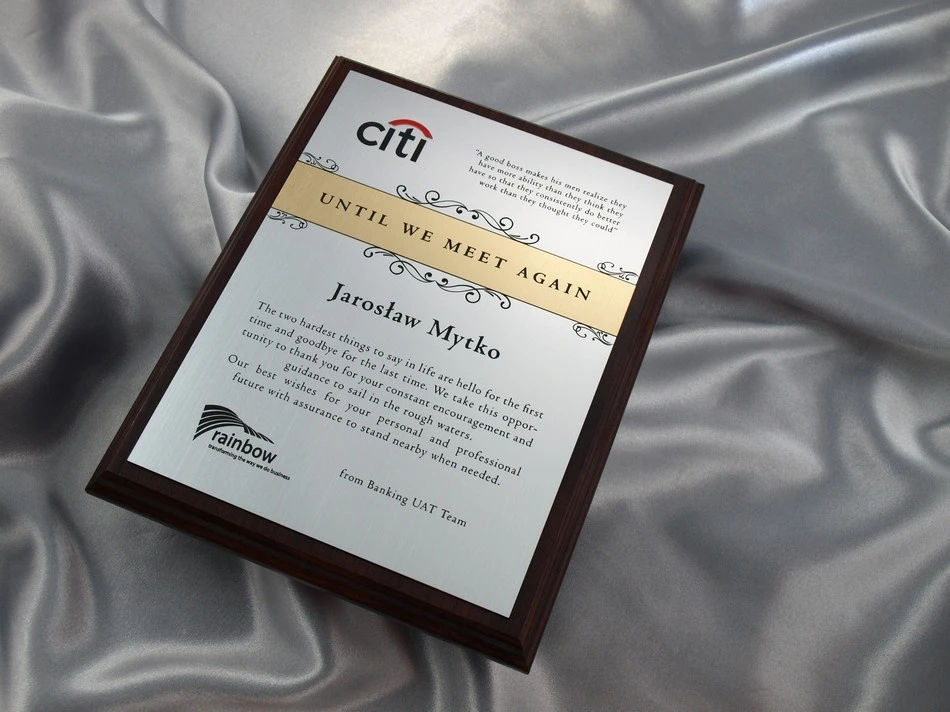 citi
"A good boss makes his men realize they
have more ability than they think they
have so that they consistently do better
work than they thought they could"
UNTIL WE MEET AGAIN
Jarosław Mytko
The two hardest things to say in life are hello for the first
time and goodbye for the last time. We take this oppor-
tunity to thank you for your constant encouragement and
guidance to sail in the rough waters.
Our best wishes for your personal and professional
future with assurance to stand nearby when needed.
rainbow
transforming the way we do business
from Banking UAT Team